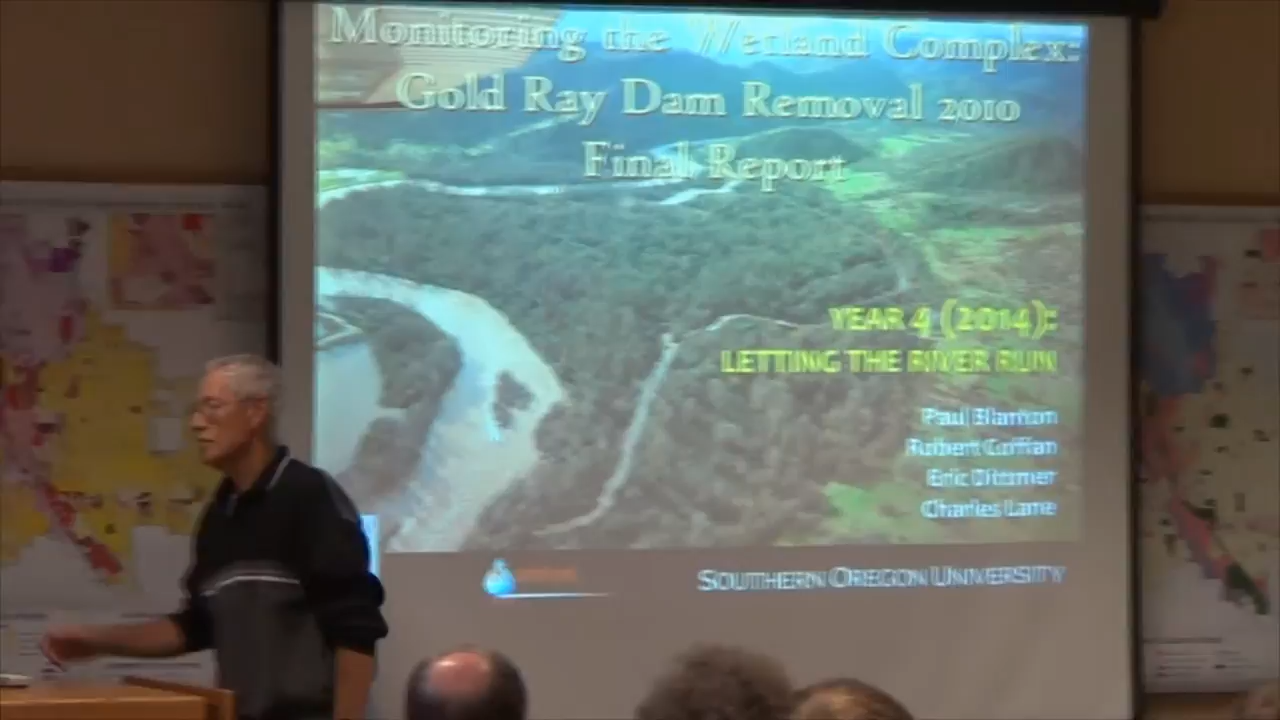 Monitoring the Wetland Complex:
Gold Ray Dam Removal 2010
Final Report
YEAR 4 (2014):
LETTING THE RIVER RUN
Paul Blanton
Robert Coffan
Eric Dittmer
Charles Lane
SOUTHERN OREGON UNIVERSITY